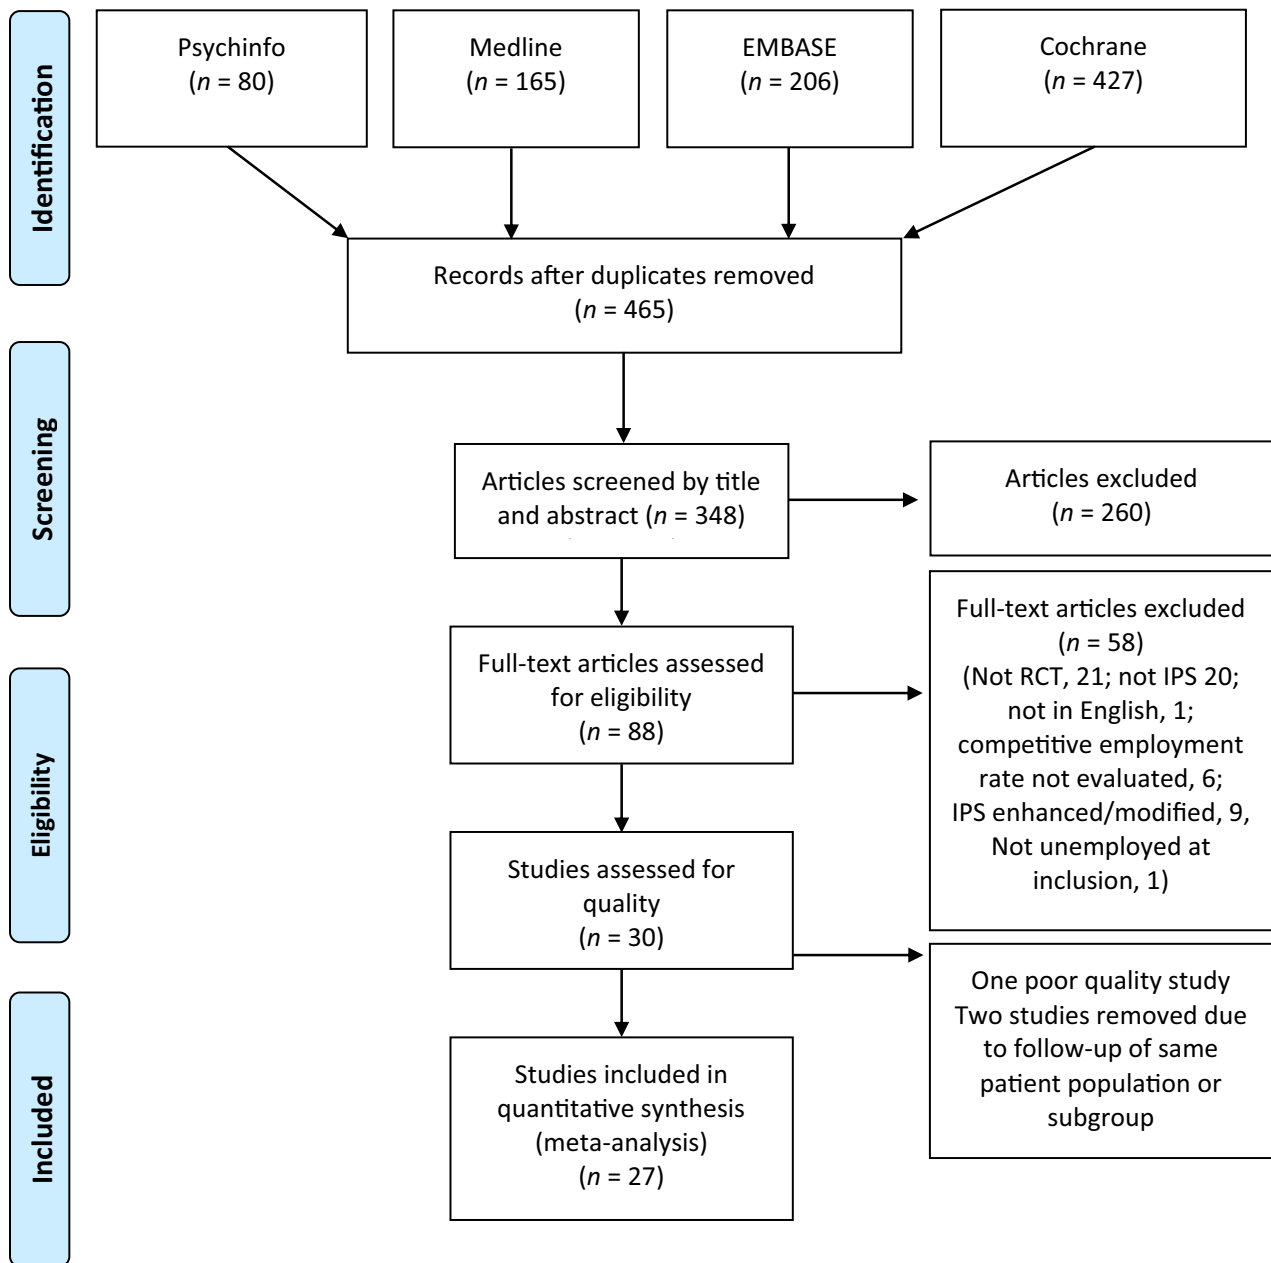 Identification
Psychinfo
(n = 80)
Medline
(n = 165)
EMBASE
(n = 206)
Cochrane
(n = 427)
Records after duplicates removed
(n = 465)
Screening
Articles screened by title
and abstract (n = 348)
Articles excluded
(n = 260)
Eligibility
Full-text articles assessed
for eligibility
(n = 88)
Full-text articles excluded
(n = 58)
(Not RCT, 21; not IPS 20;
not in English, 1;
competitive employment
rate not evaluated, 6;
IPS enhanced/modified, 9,
Not unemployed at
inclusion, 1)
Studies assessed for
quality
(n = 30)
One poor quality study
Two studies removed due
to follow-up of same
patient population or
subgroup
Included
Studies included in
quantitative synthesis
(meta-analysis)
(n = 27)